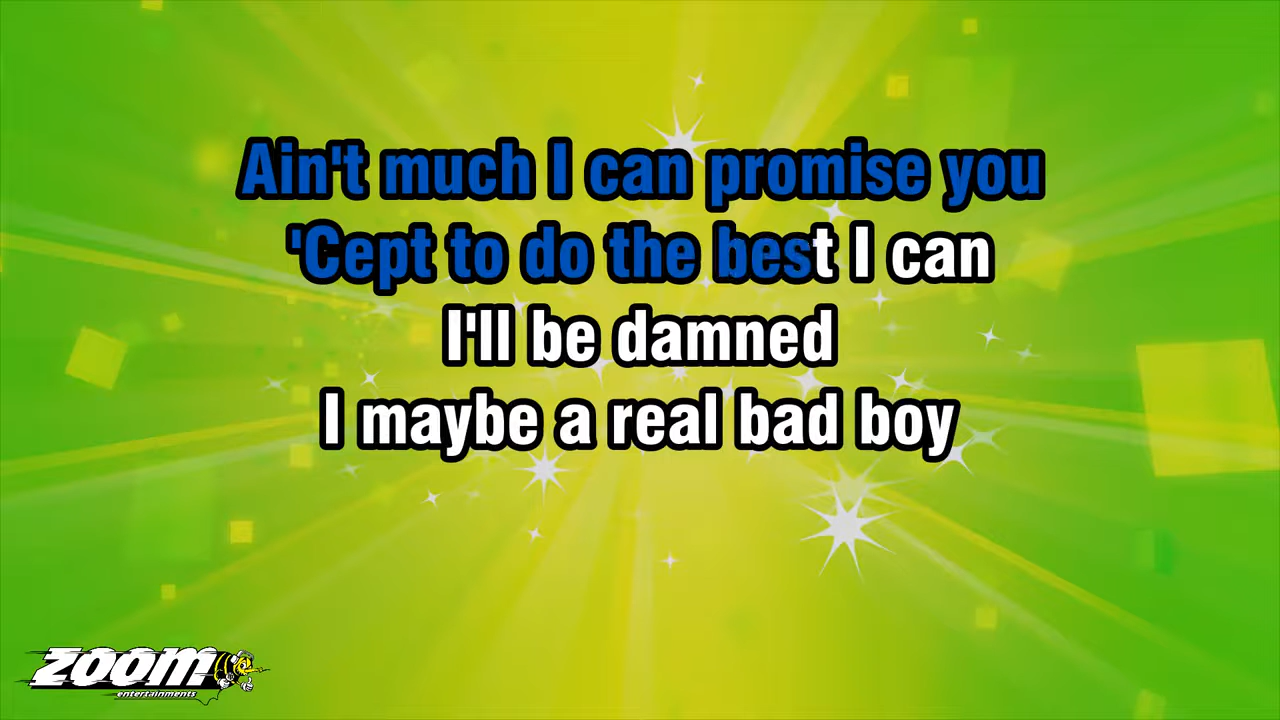 Ain't much I can promise you
'Cept to do the best I can
I'll be damned
I maybe a real bad boy
zoom
entertainments